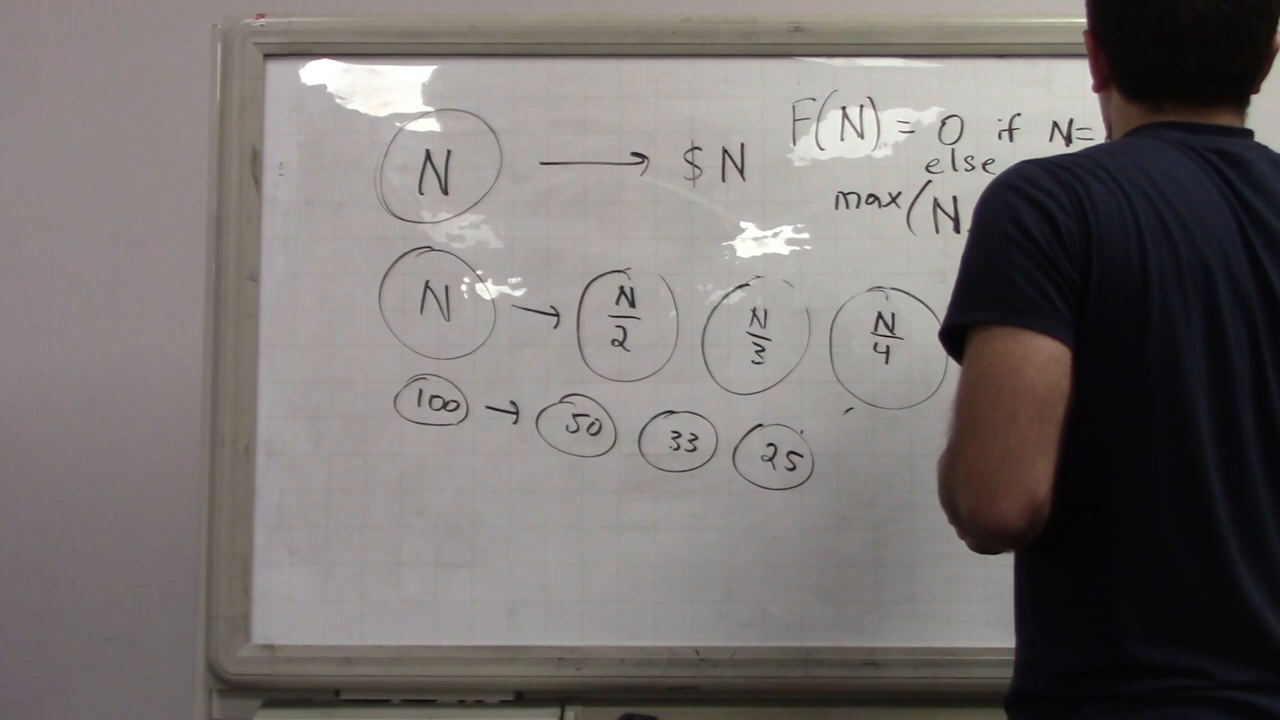 N → $N
F(N) = 0 if N=
else
max(N
N → N/2 N/3 N/4
100 → 50 33 25